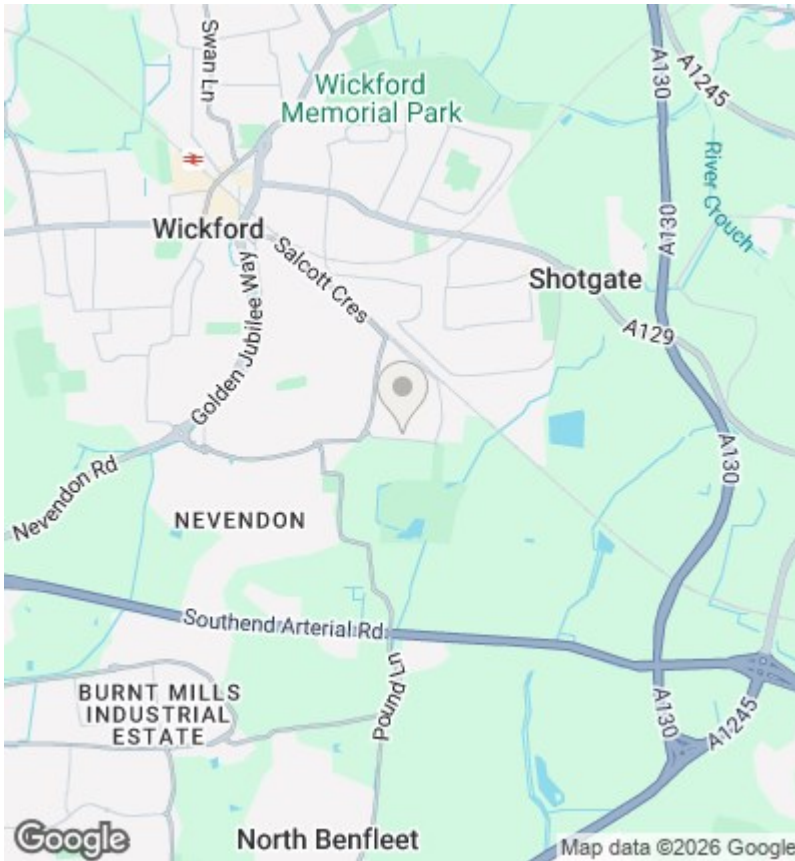 Swan Ln
A130
A1245
Wickford
Memorial Park
River Crouch
Wickford
A130
Salcott Cres
Shotgate
Golden Jubilee Way
A129
A130
Nevendon Rd
NEVENDON
Southend Arterial Rd
Pound Ln
BURNT MILLS
INDUSTRIAL
ESTATE
A130
A1245
North Benfleet
Google
Map data ©2026 Google